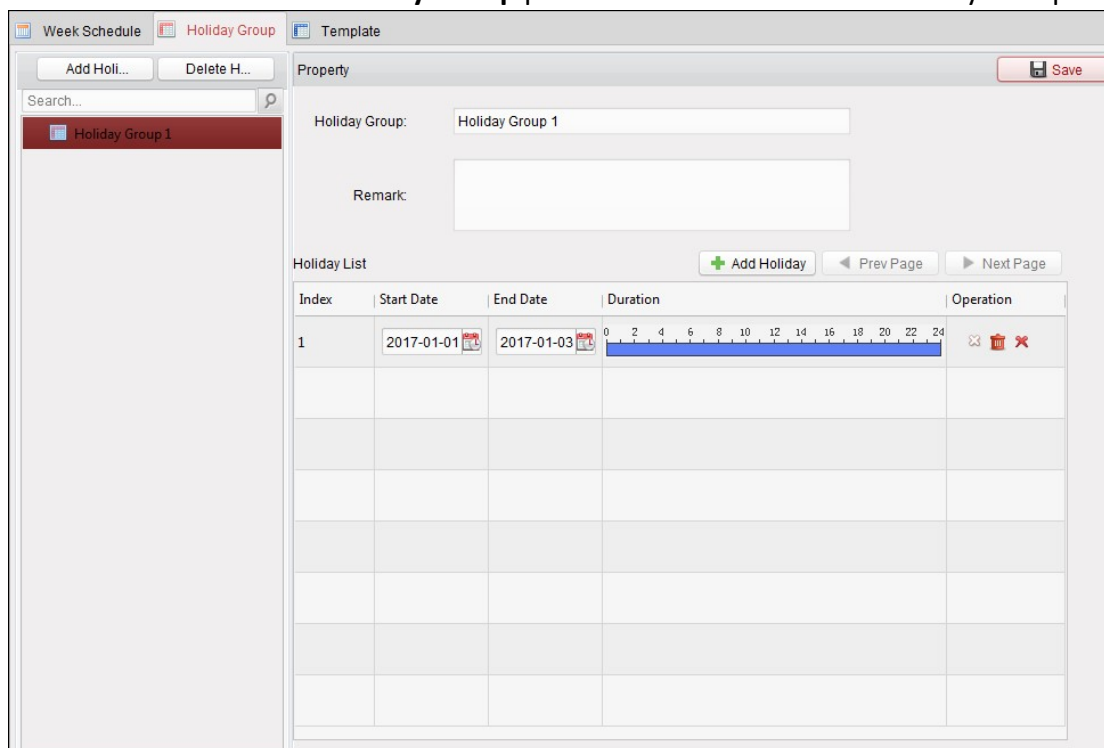 Week Schedule Holiday Group Template
Add Holi... Delete H... Property Save
Search...
Holiday Group 1
Holiday Group: Holiday Group 1
Remark:
Holiday List Add Holiday Prev Page Next Page
Index Start Date End Date Duration Operation
0 2 4 6 8 10 12 14 16 18 20 22 24
1 2017-01-01 2017-01-03